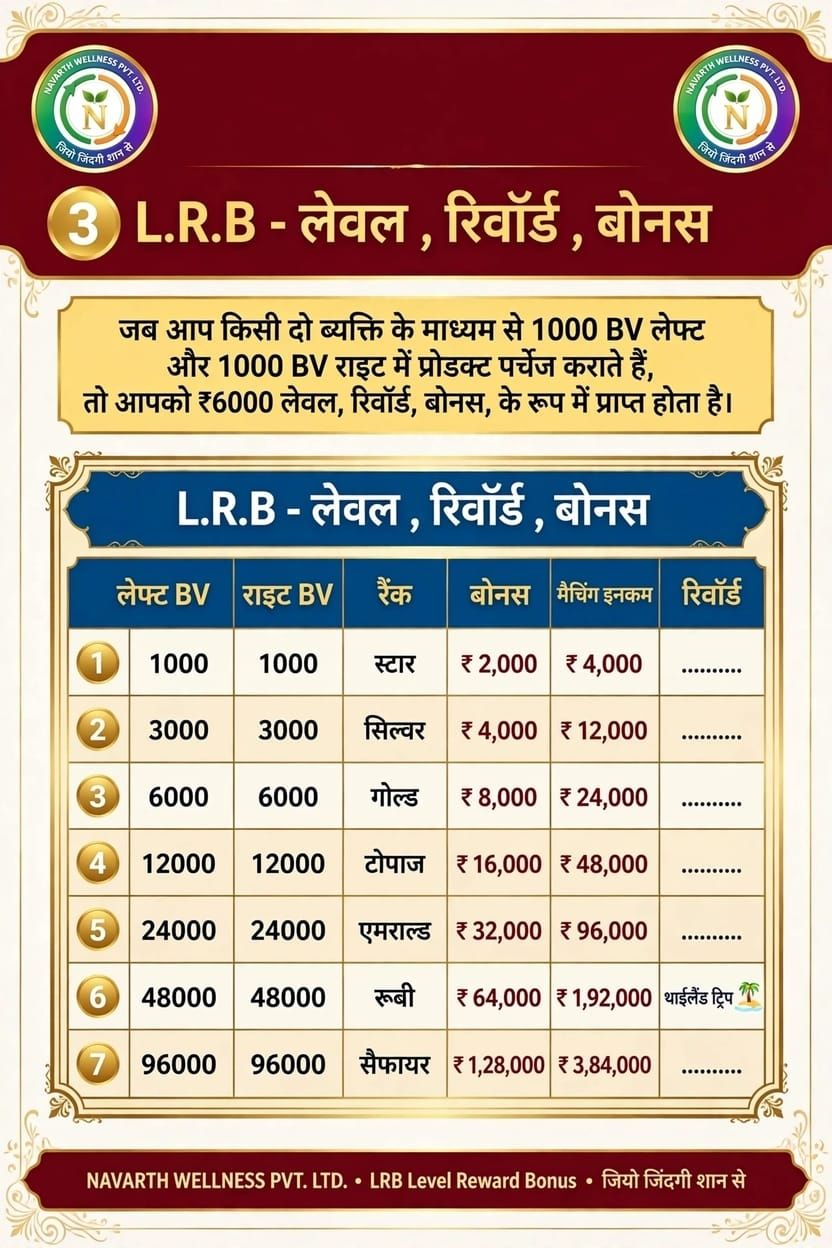 NAVARTH WELLNESS PVT. LTD.
N
जियो जिंदगी शान से
NAVARTH WELLNESS PVT. LTD.
N
जियो जिंदगी शान से
3 L.R.B - लेवल , रिवॉर्ड , बोनस
जब आप किसी दो ब्यक्ति के माध्यम से 1000 BV लेफ्ट
और 1000 BV राइट में प्रोडक्ट पर्चेज कराते हैं,
तो आपको ₹6000 लेवल, रिवॉर्ड, बोनस, के रूप में प्राप्त होता है।
L.R.B - लेवल , रिवॉर्ड , बोनस
लेफ्ट BV राइट BV रैंक बोनस मैचिंग इनकम रिवॉर्ड
1 1000 1000 स्टार ₹ 2,000 ₹ 4,000 ..........
2 3000 3000 सिल्वर ₹ 4,000 ₹ 12,000 ..........
3 6000 6000 गोल्ड ₹ 8,000 ₹ 24,000 ..........
4 12000 12000 टोपाज ₹ 16,000 ₹ 48,000 ..........
5 24000 24000 एमराल्ड ₹ 32,000 ₹ 96,000 ..........
6 48000 48000 रूबी ₹ 64,000 ₹ 1,92,000 थाईलैंड ट्रिप
7 96000 96000 सैफायर ₹ 1,28,000 ₹ 3,84,000 ..........
NAVARTH WELLNESS PVT. LTD. • LRB Level Reward Bonus • जियो जिंदगी शान से